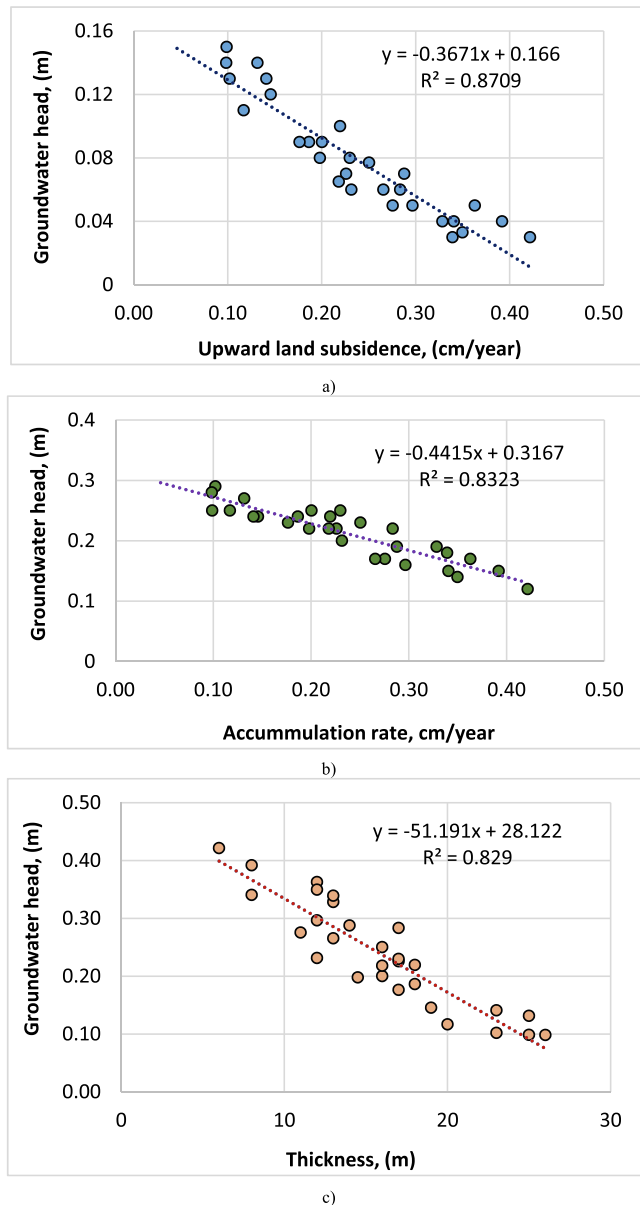 0.16
0.12
0.08
0.04
0
Groundwater head, (m)
y = -0.3671x + 0.166
R² = 0.8709
0.00 0.10 0.20 0.30 0.40 0.50
Upward land subsidence, (cm/year)
a)
0.4
0.3
0.2
0.1
0
Groundwater head, (m)
y = -0.4415x + 0.3167
R² = 0.8323
0.00 0.10 0.20 0.30 0.40 0.50
Accummulation rate, cm/year
b)
0.50
0.40
0.30
0.20
0.10
0.00
Groundwater head, (m)
y = -51.191x + 28.122
R² = 0.829
0 10 20 30
Thickness, (m)
c)